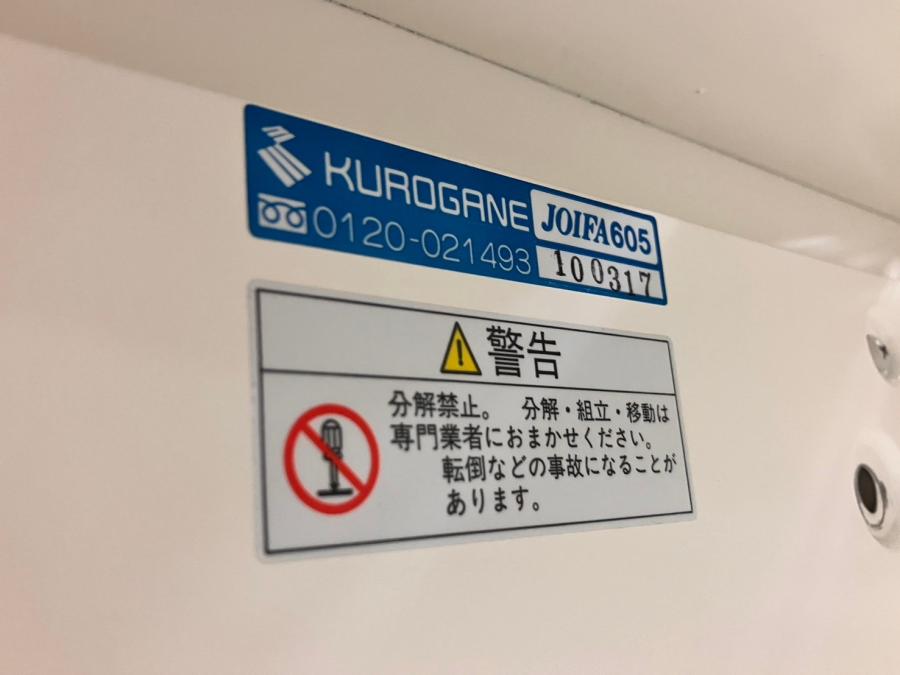 KUROGANE JOIFA605
0120-021493 100317
警告
分解禁止。 分解・組立・移動は
専門業者におまかせください。
転倒などの事故になることが
あります。